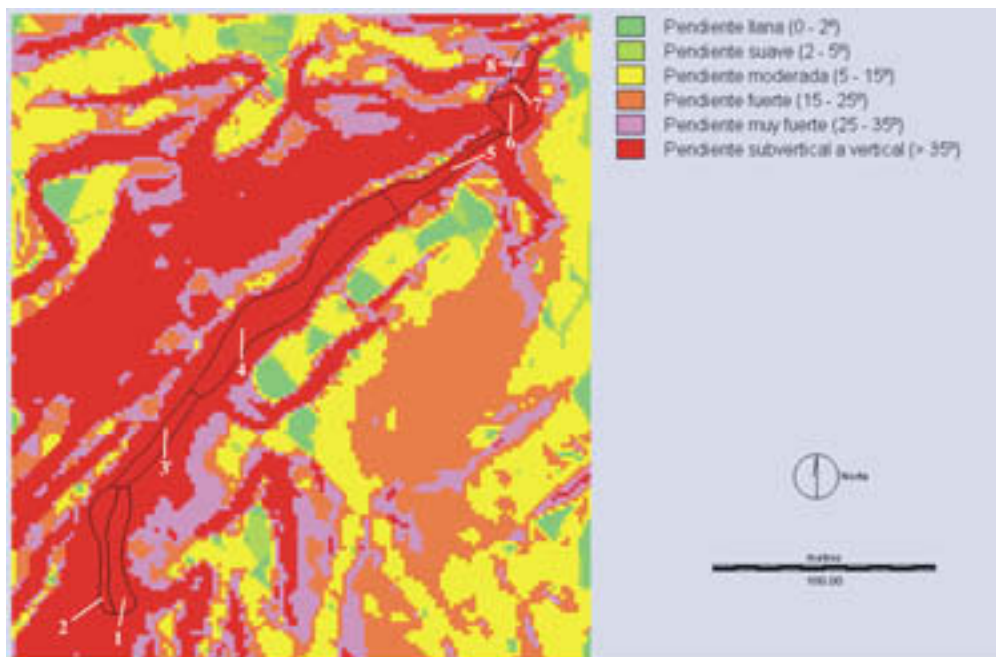 Pendiente llana (0 - 2º)
Pendiente suave (2 - 5º)
Pendiente moderada (5 - 15º)
Pendiente fuerte (15 - 25º)
Pendiente muy fuerte (25 - 35º)
Pendiente subvertical a vertical (> 35º)
8
7
6
5
4
3
2
1
Norte
metros
100.00